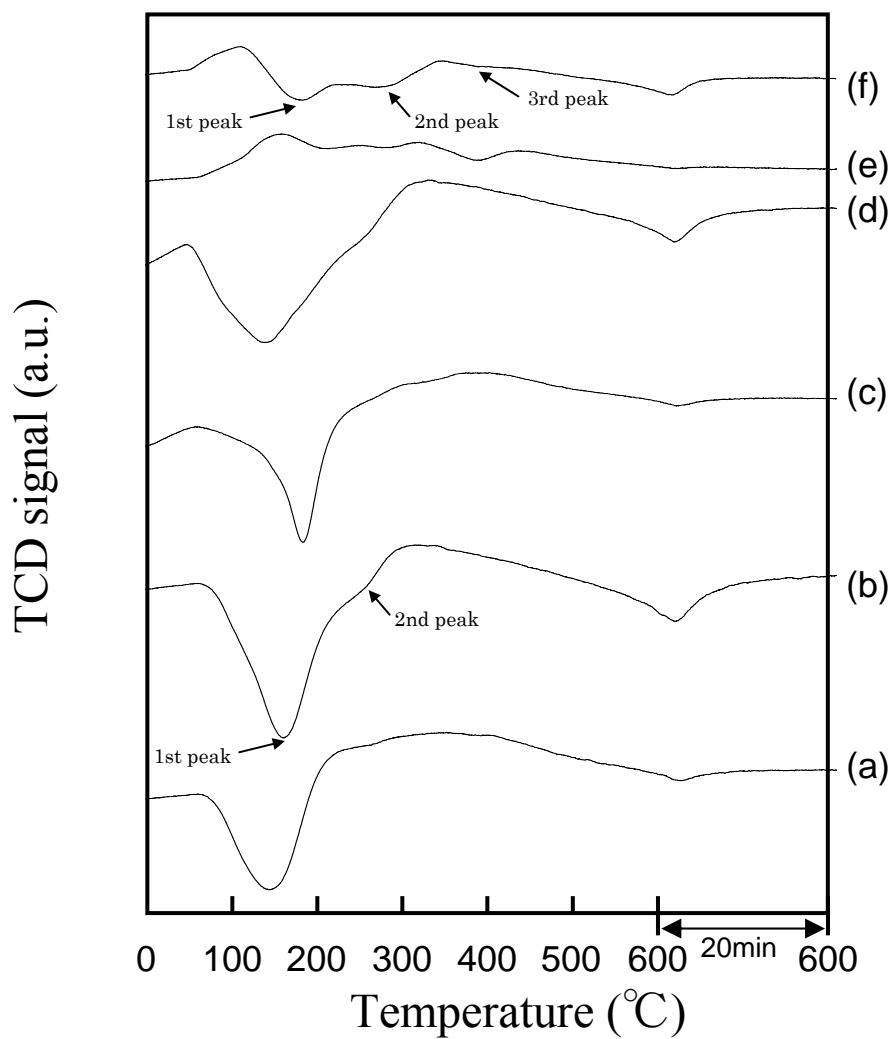 (f)
3rd peak
1st peak
2nd peak
(e)
(d)
(c)
(b)
2nd peak
1st peak
(a)
TCD signal (a.u.)
20min
0 100 200 300 400 500 600 600
Temperature (℃)